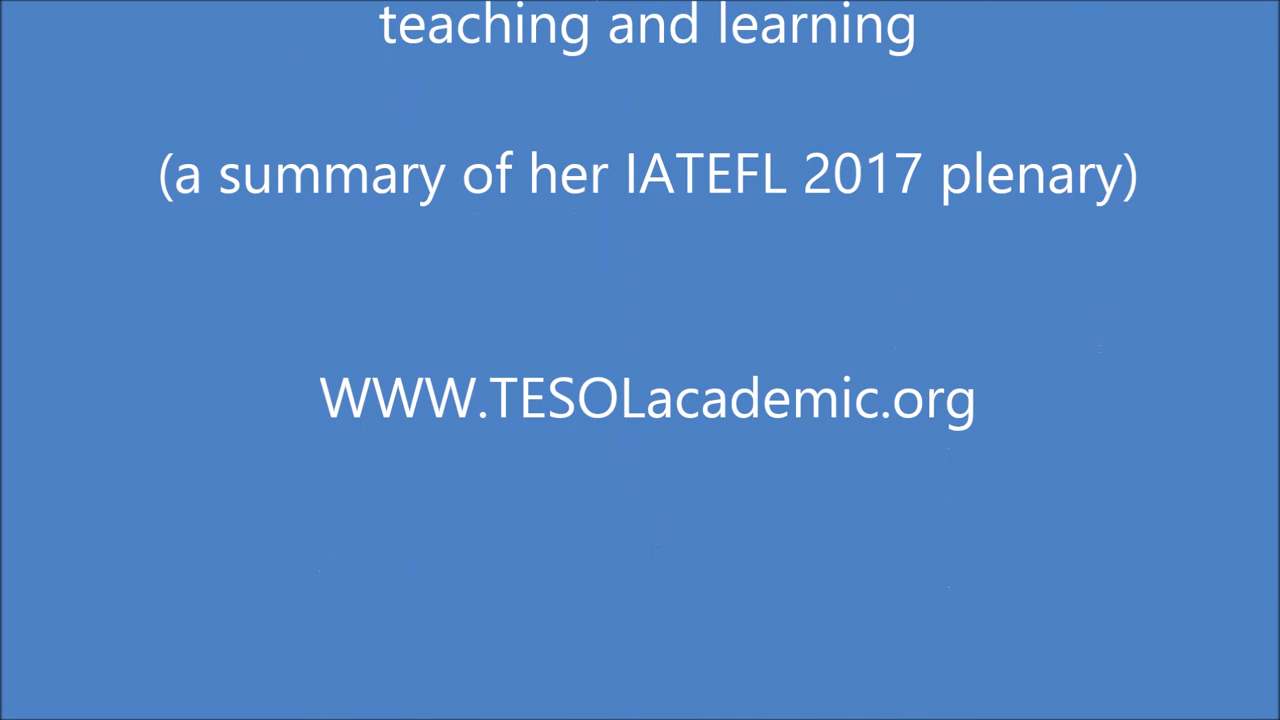 teaching and learning
(a summary of her IATEFL 2017 plenary)
WWW.TESOLacademic.org